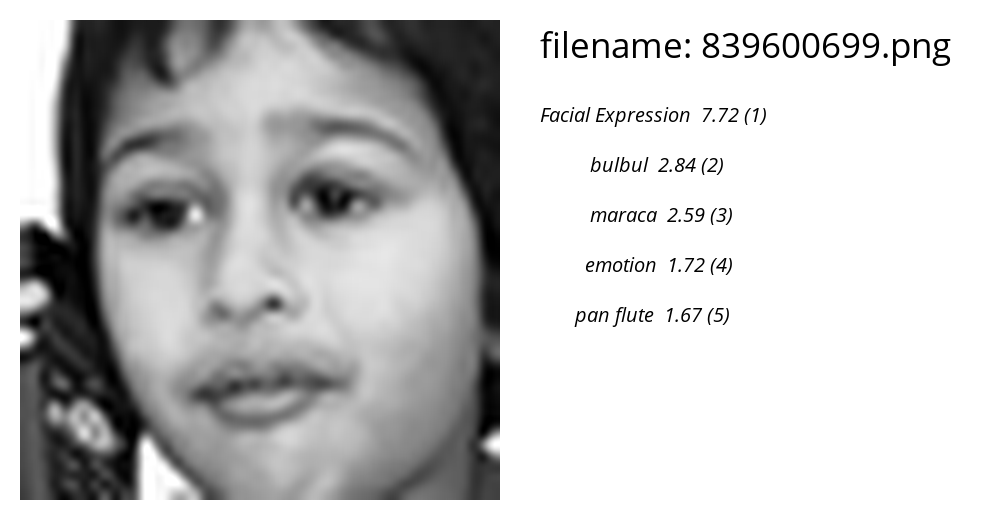 filename: 839600699.png
Facial Expression 7.72 (1)
bulbul 2.84 (2)
maraca 2.59 (3)
emotion 1.72 (4)
pan flute 1.67 (5)